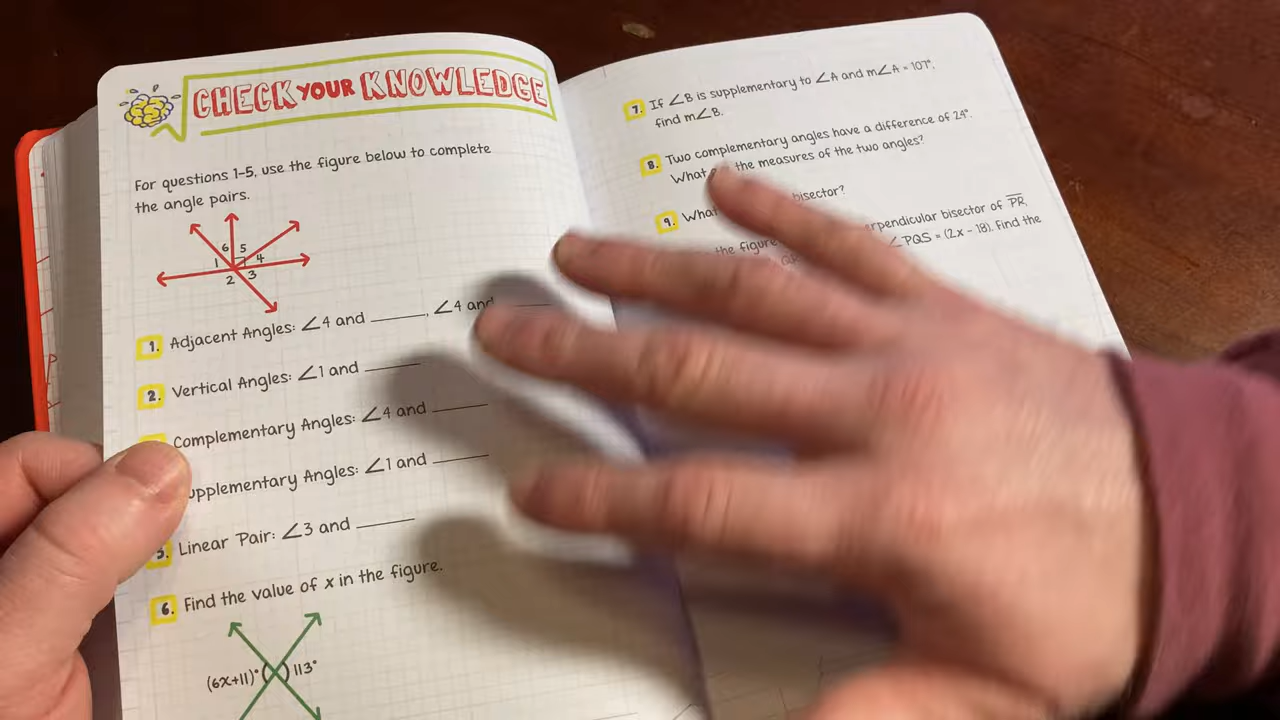 CHECK YOUR KNOWLEDGE
For questions 1-5, use the figure below to complete
the angle pairs.
6 5
1 4
2 3
1. Adjacent Angles: ∠4 and ______, ∠4 and ______
2. Vertical Angles: ∠1 and ______
Complementary Angles: ∠4 and ______
upplementary Angles: ∠1 and ______
5. Linear Pair: ∠3 and ______
6. Find the value of x in the figure.
(6x+11)° 113°
7. If ∠B is supplementary to ∠A and m∠A = 107°,
find m∠B.
8. Two complementary angles have a difference of 24°.
What the measures of the two angles?
9. What bisector?
the figure erpendicular bisector of PR,
∠PQS = (2x - 18). Find the